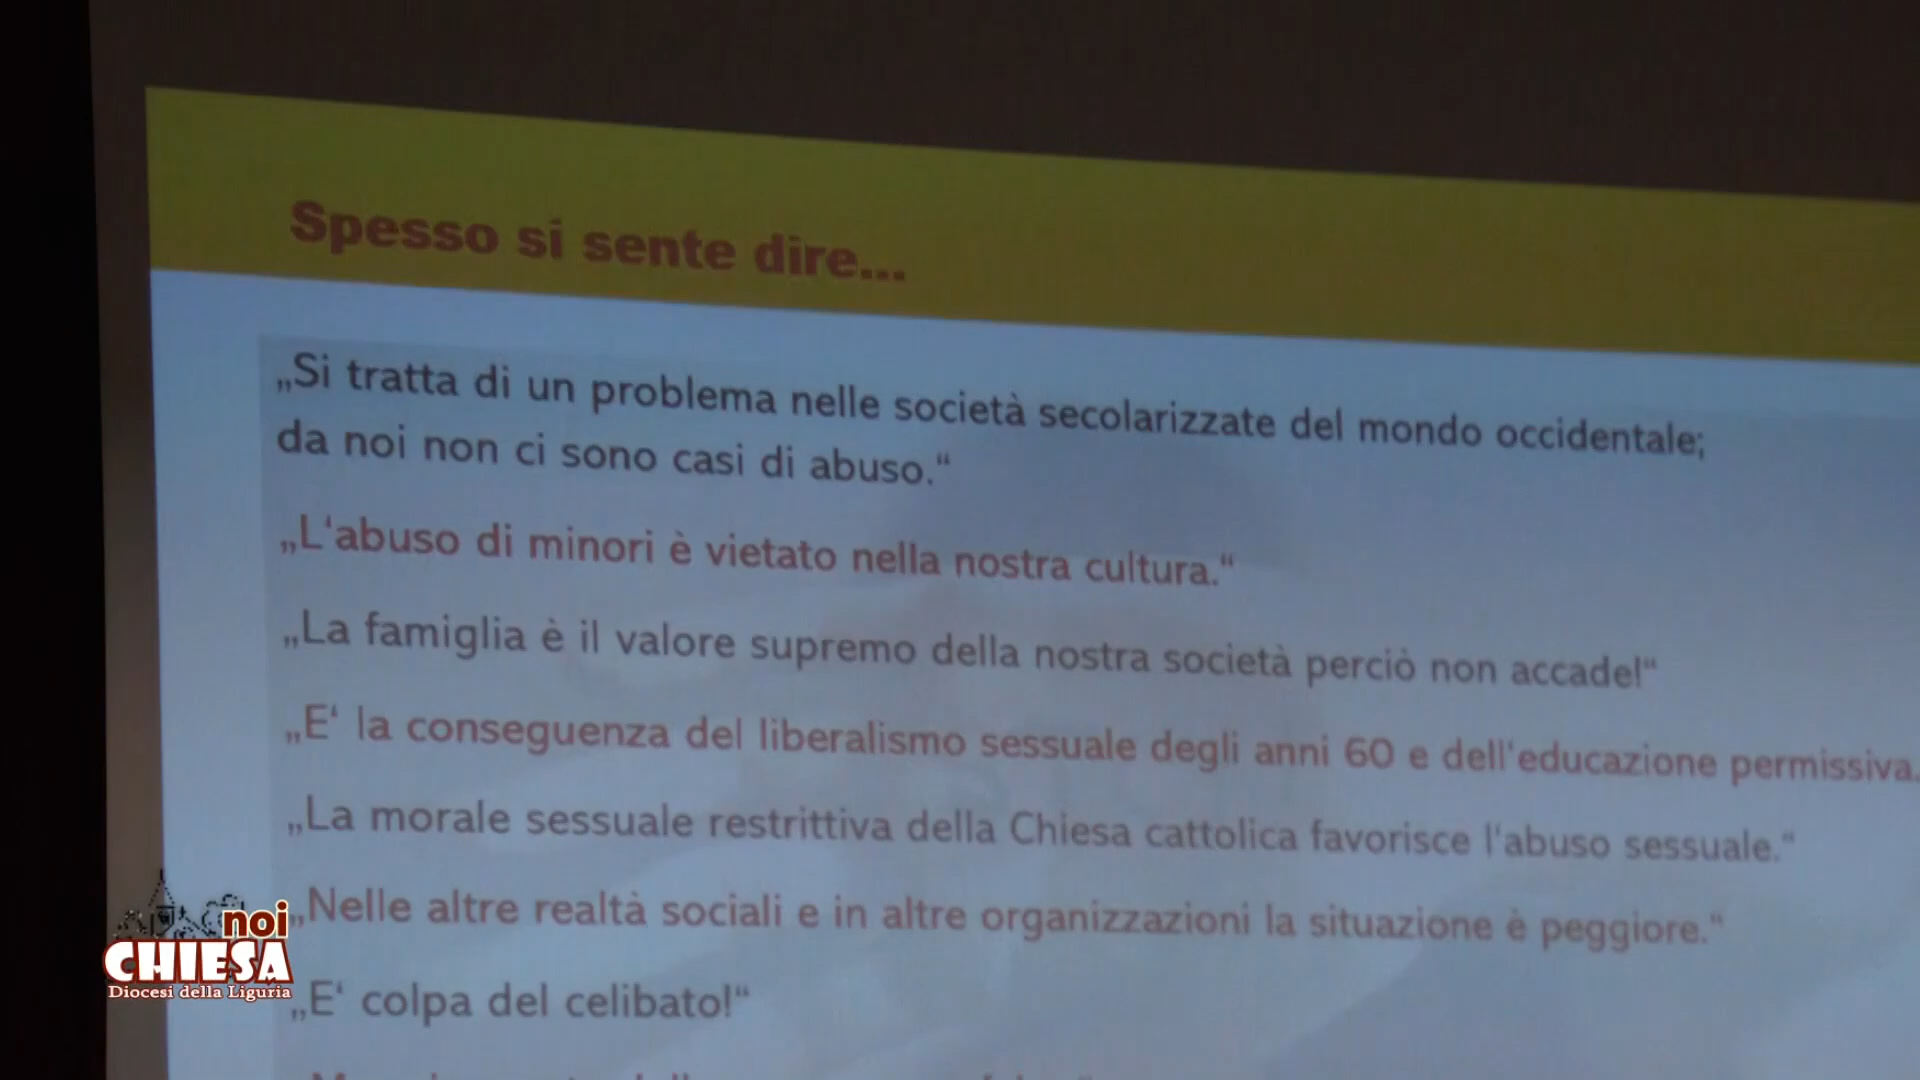 Spesso si sente dire...
„Si tratta di un problema nelle società secolarizzate del mondo occidentale;
da noi non ci sono casi di abuso.“
„L‘abuso di minori è vietato nella nostra cultura.“
„La famiglia è il valore supremo della nostra società perciò non accade!“
„E‘ la conseguenza del liberalismo sessuale degli anni 60 e dell'educazione permissiva.
„La morale sessuale restrittiva della Chiesa cattolica favorisce l'abuso sessuale.“
„Nelle altre realtà sociali e in altre organizzazioni la situazione è peggiore.“
„E‘ colpa del celibato!“
noi
CHIESA
Diocesi della Liguria